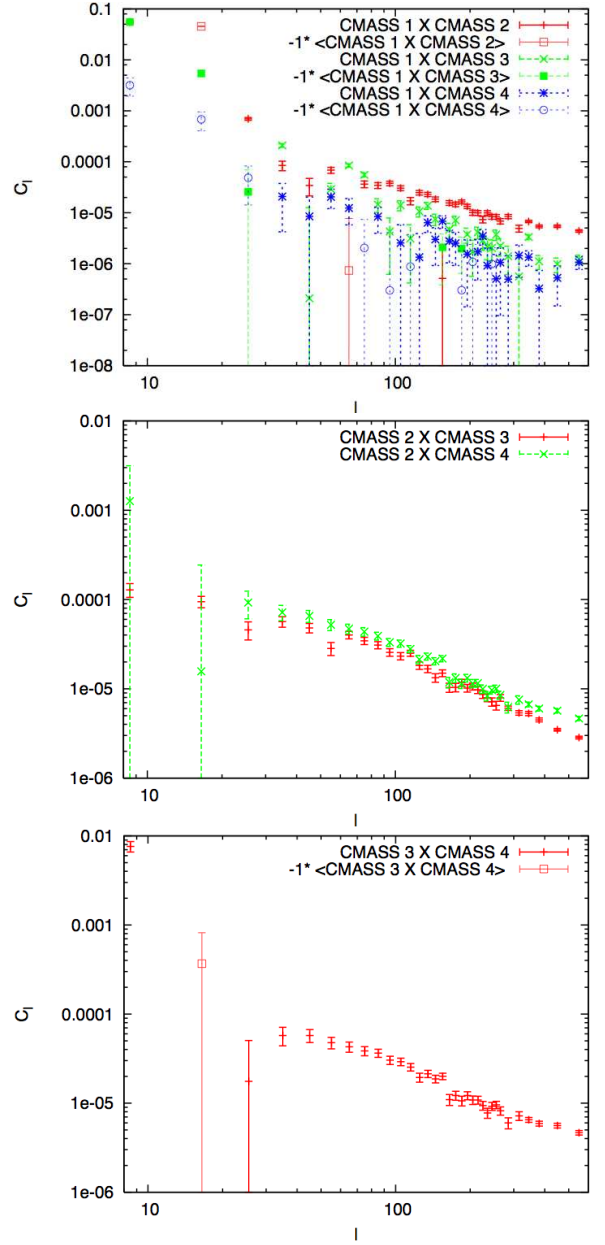 0.1
0.01
0.001
0.0001
1e-05
1e-06
1e-07
1e-08
C_l
CMASS 1 X CMASS 2
-1* <CMASS 1 X CMASS 2>
CMASS 1 X CMASS 3
-1* <CMASS 1 X CMASS 3>
CMASS 1 X CMASS 4
-1* <CMASS 1 X CMASS 4>
10 100
l
0.01
0.001
0.0001
1e-05
1e-06
C_l
CMASS 2 X CMASS 3
CMASS 2 X CMASS 4
10 100
l
0.01
0.001
0.0001
1e-05
1e-06
C_l
CMASS 3 X CMASS 4
-1* <CMASS 3 X CMASS 4>
10 100
l